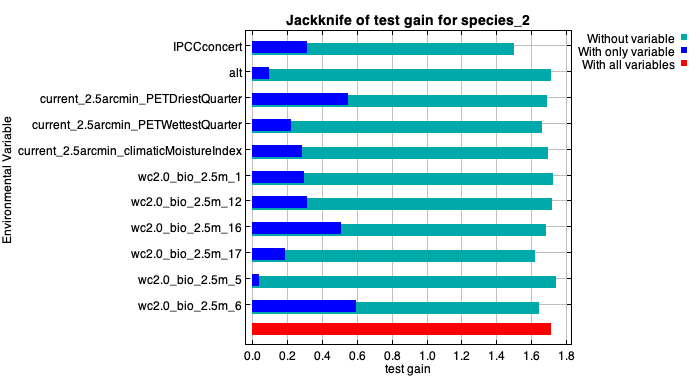 Jackknife of test gain for species_2
Without variable
With only variable
With all variables
Environmental Variable
IPCCconcert
alt
current_2.5arcmin_PETDriestQuarter
current_2.5arcmin_PETWettestQuarter
current_2.5arcmin_climaticMoistureIndex
wc2.0_bio_2.5m_1
wc2.0_bio_2.5m_12
wc2.0_bio_2.5m_16
wc2.0_bio_2.5m_17
wc2.0_bio_2.5m_5
wc2.0_bio_2.5m_6
0.0 0.2 0.4 0.6 0.8 1.0 1.2 1.4 1.6 1.8
test gain